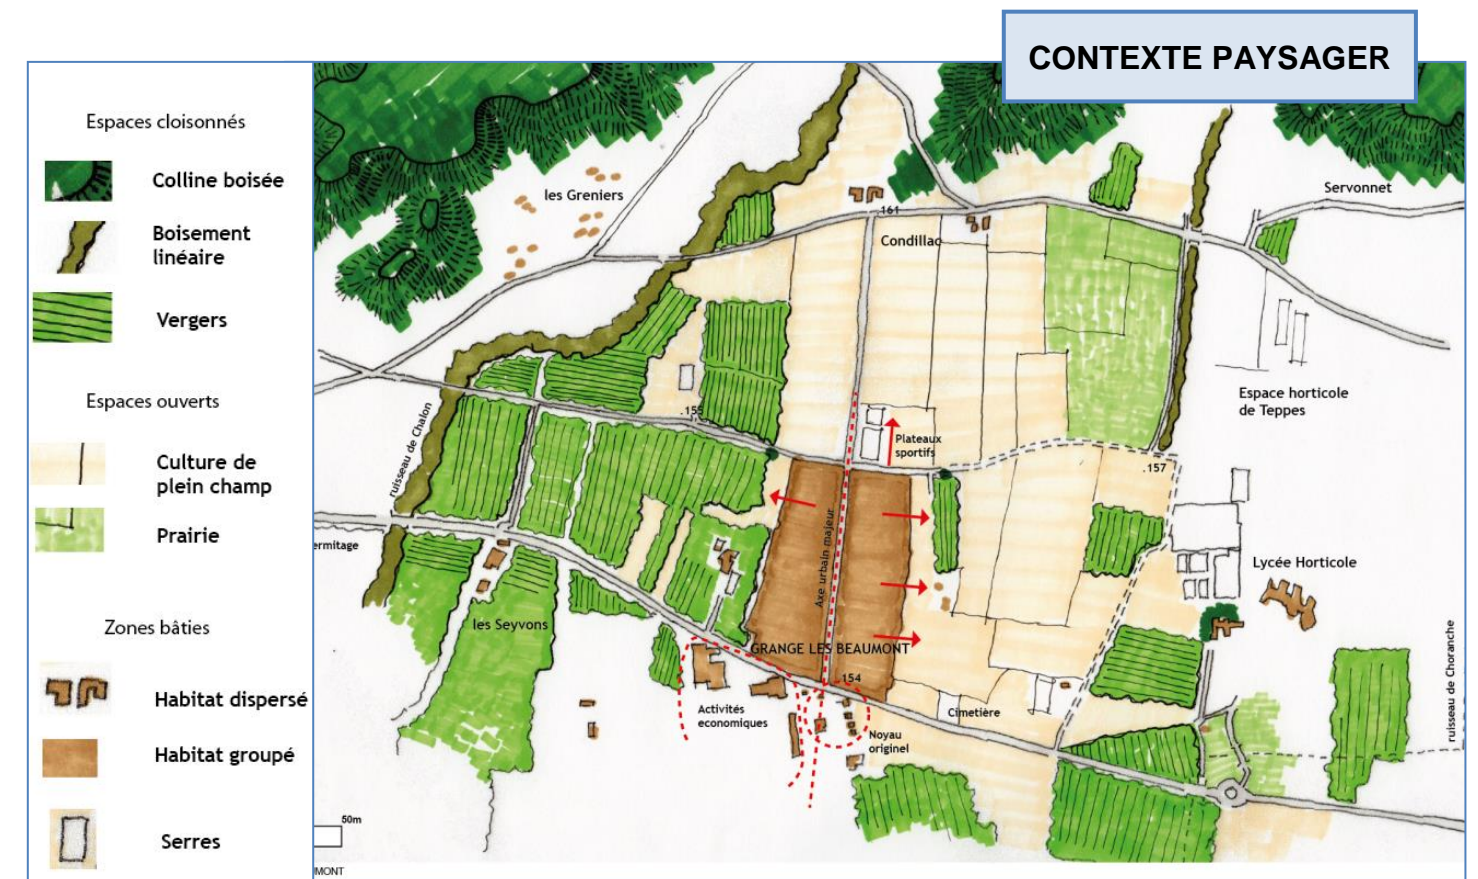 CONTEXTE PAYSAGER
Espaces cloisonnés
Colline boisée
Boisement
linéaire
Vergers
Espaces ouverts
Culture de
plein champ
Prairie
Zones bâties
Habitat dispersé
Habitat groupé
Serres
les Greniers
Servonnet
.161
Condillac
Espace horticole
de Teppes
ruisseau de Chalon
.155
Plateaux
sportifs
.157
ermitage
Axe urbain majeur
Lycée Horticole
les Seyvons
GRANGE LES BEAUMONT
.154
ruisseau de Choranche
Activités
economiques
Cimetière
Noyau
originel
50m
MONT